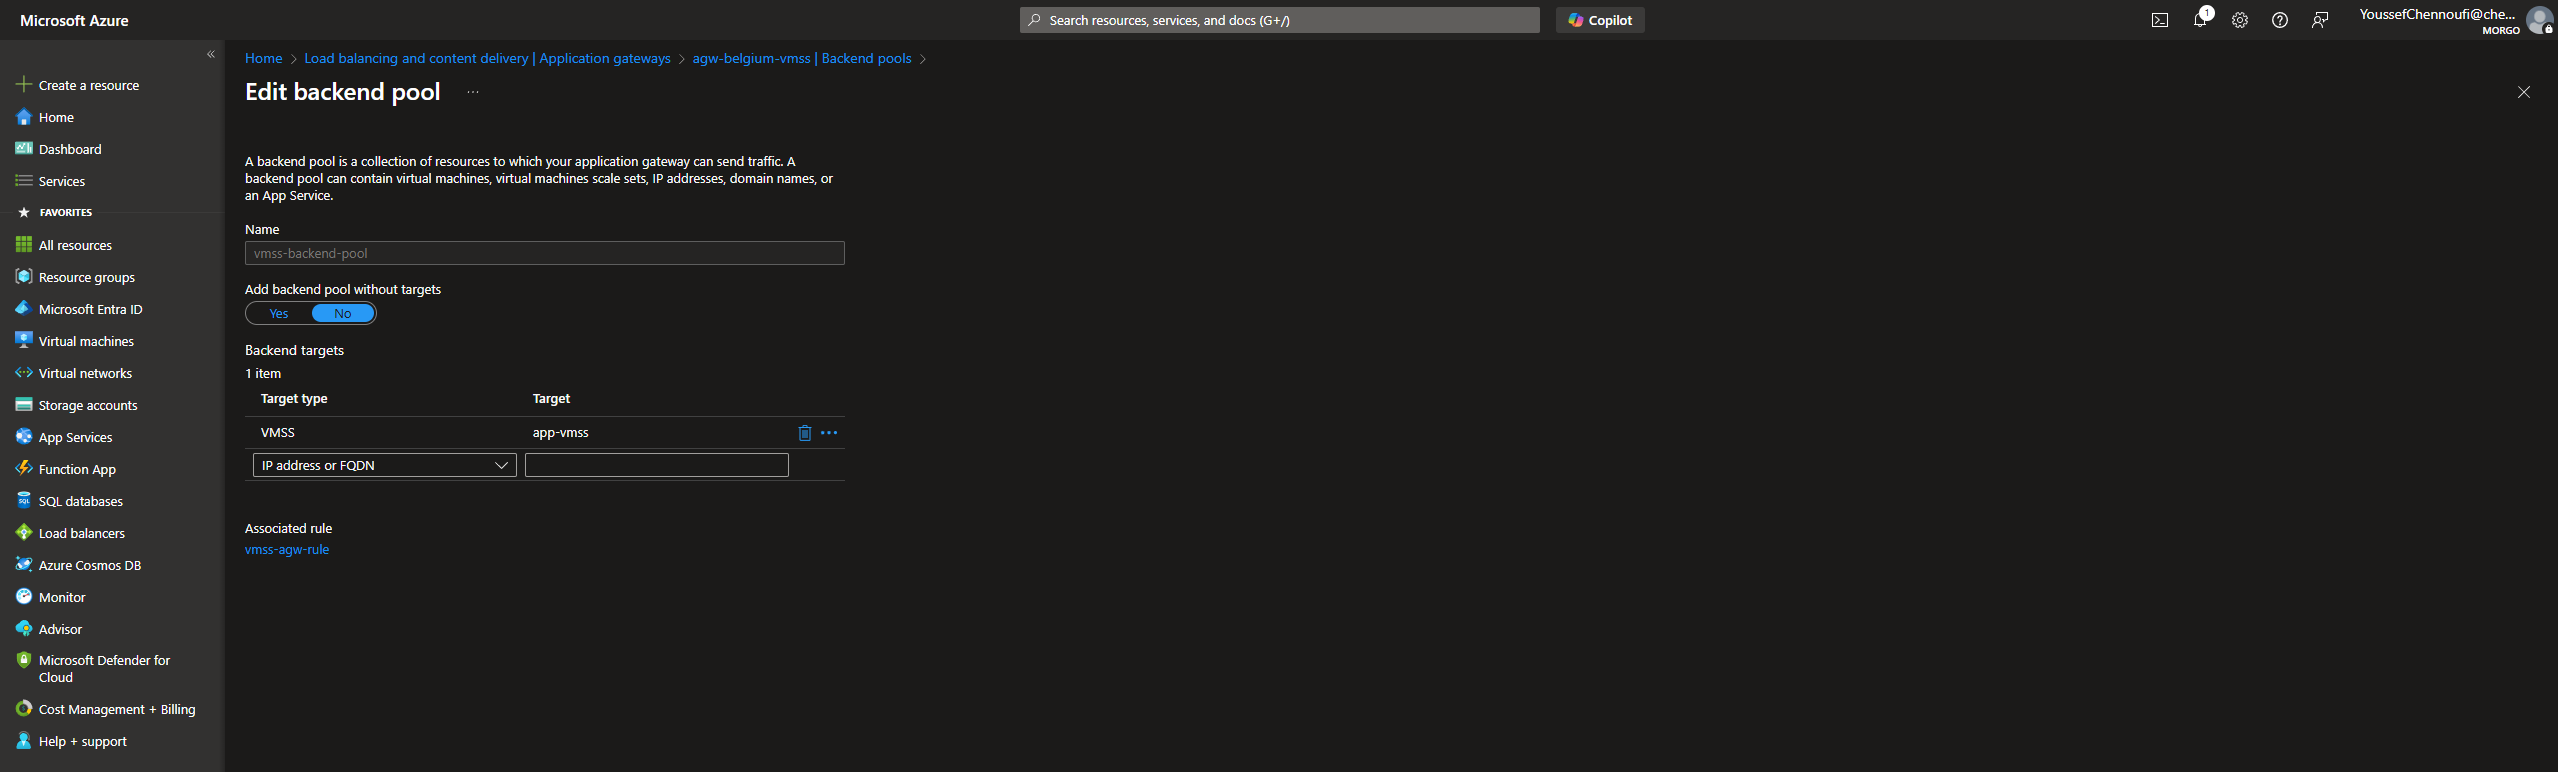 Microsoft Azure
Search resources, services, and docs (G+/)
Copilot
1
YoussefChennoufi@che...
MORGO
«
Create a resource
Home
Dashboard
Services
FAVORITES
All resources
Resource groups
Microsoft Entra ID
Virtual machines
Virtual networks
Storage accounts
App Services
Function App
SQL databases
Load balancers
Azure Cosmos DB
Monitor
Advisor
Microsoft Defender for
Cloud
Cost Management + Billing
Help + support
Home > Load balancing and content delivery | Application gateways > agw-belgium-vmss | Backend pools >
Edit backend pool ...
A backend pool is a collection of resources to which your application gateway can send traffic. A
backend pool can contain virtual machines, virtual machines scale sets, IP addresses, domain names, or
an App Service.
Name
vmss-backend-pool
Add backend pool without targets
Yes No
Backend targets
1 item
Target type Target
VMSS app-vmss
IP address or FQDN
Associated rule
vmss-agw-rule